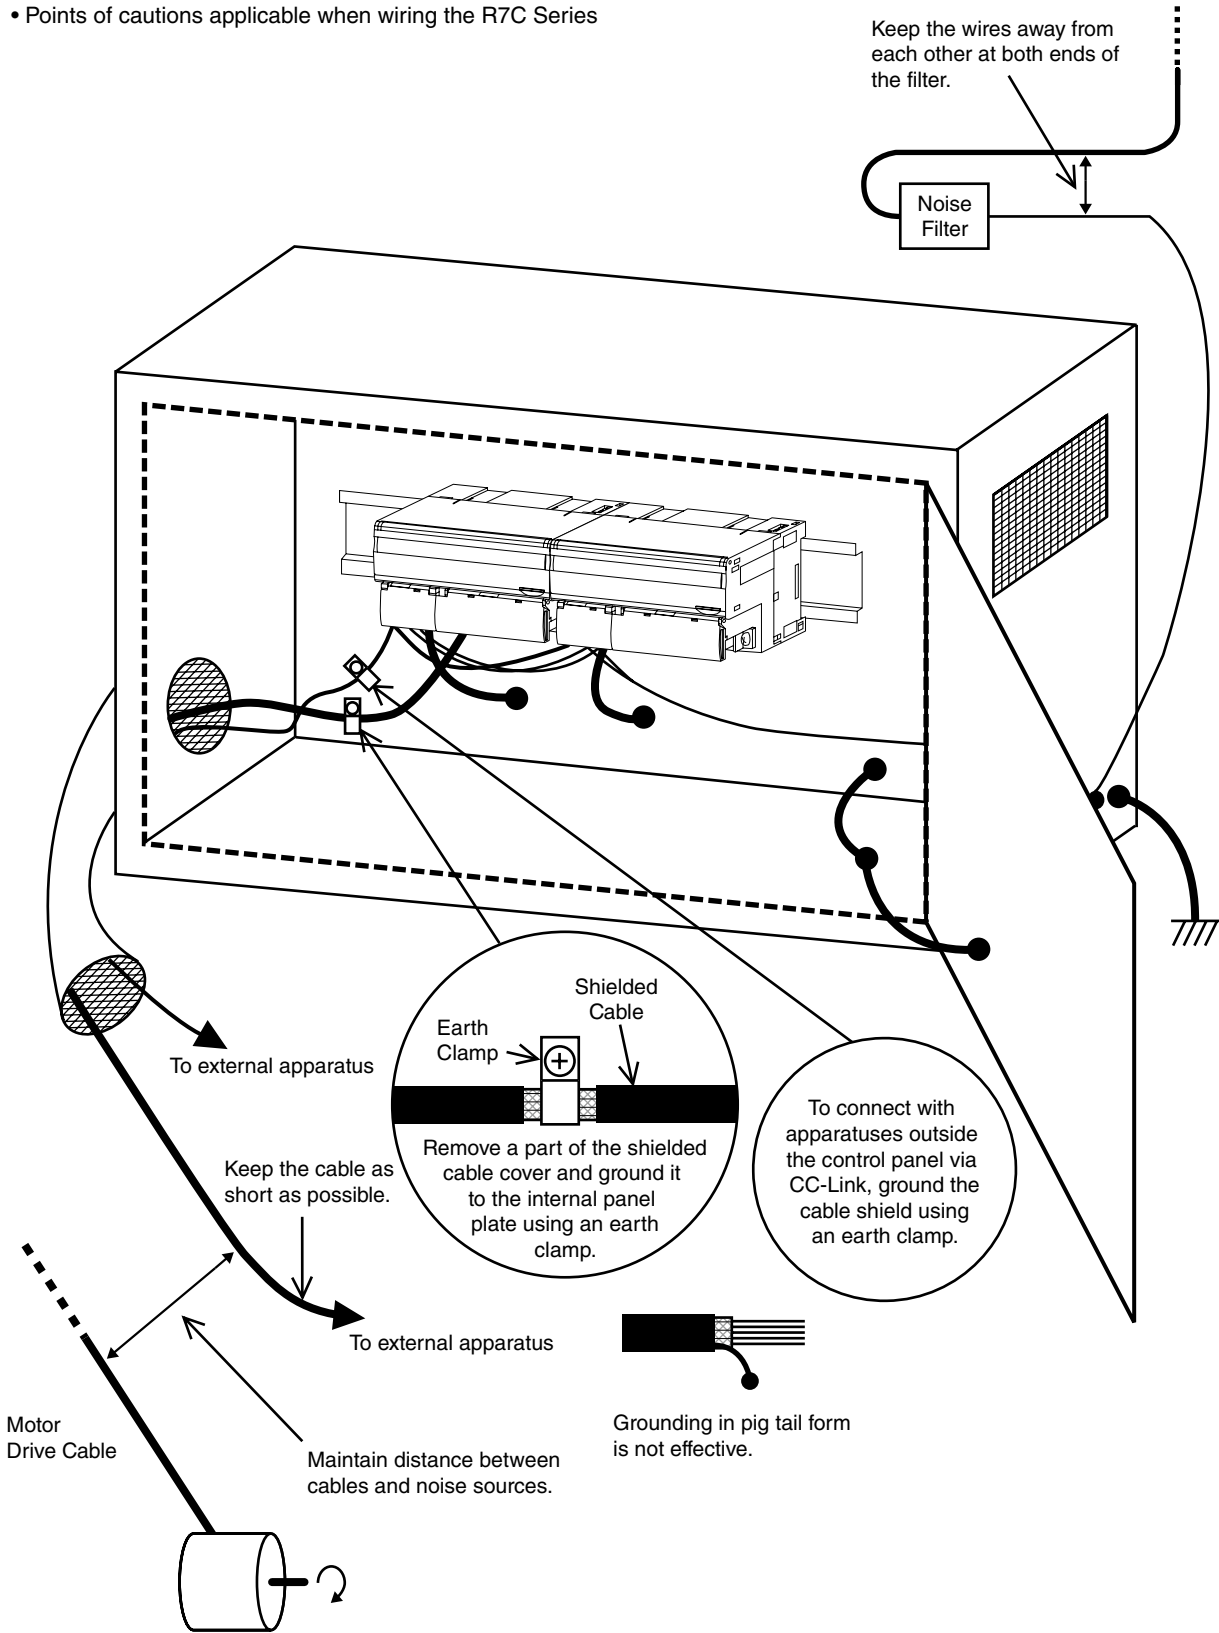 • Points of cautions applicable when wiring the R7C Series
Keep the wires away from
each other at both ends of
the filter.
Noise
Filter
Shielded
Cable
Earth
Clamp
To external apparatus
Remove a part of the shielded
cable cover and ground it
to the internal panel
plate using an earth
clamp.
To connect with
apparatuses outside
the control panel via
CC-Link, ground the
cable shield using
an earth clamp.
Keep the cable as
short as possible.
To external apparatus
Motor
Drive Cable
Maintain distance between
cables and noise sources.
Grounding in pig tail form
is not effective.